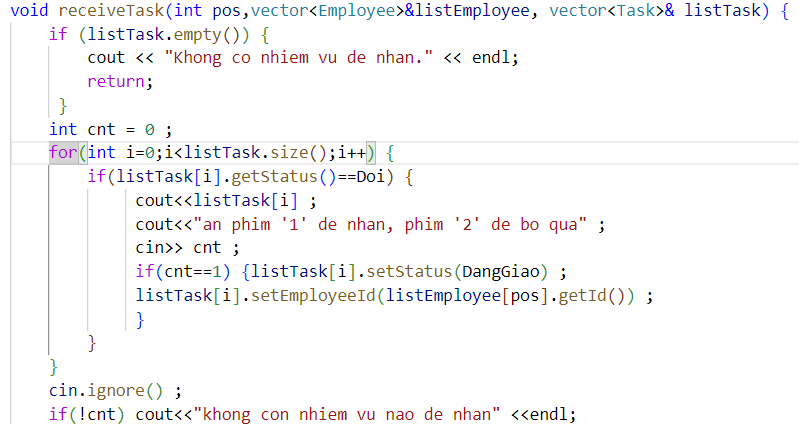 void receiveTask(int pos,vector<Employee>&listEmployee, vector<Task>& listTask) {
    if (listTask.empty()) {
        cout << "Khong co nhiem vu de nhan." << endl;
        return;
     }
    int cnt = 0 ;
    for(int i=0;i<listTask.size();i++) {
        if(listTask[i].getStatus()==Doi) {
             cout<<listTask[i] ;
             cout<<"an phim '1' de nhan, phim '2' de bo qua" ;
             cin>> cnt ;
             if(cnt==1) {listTask[i].setStatus(DangGiao) ;
             listTask[i].setEmployeeId(listEmployee[pos].getId()) ;
             }
        }
    }
    cin.ignore() ;
    if(!cnt) cout<<"khong con nhiem vu nao de nhan" <<endl;